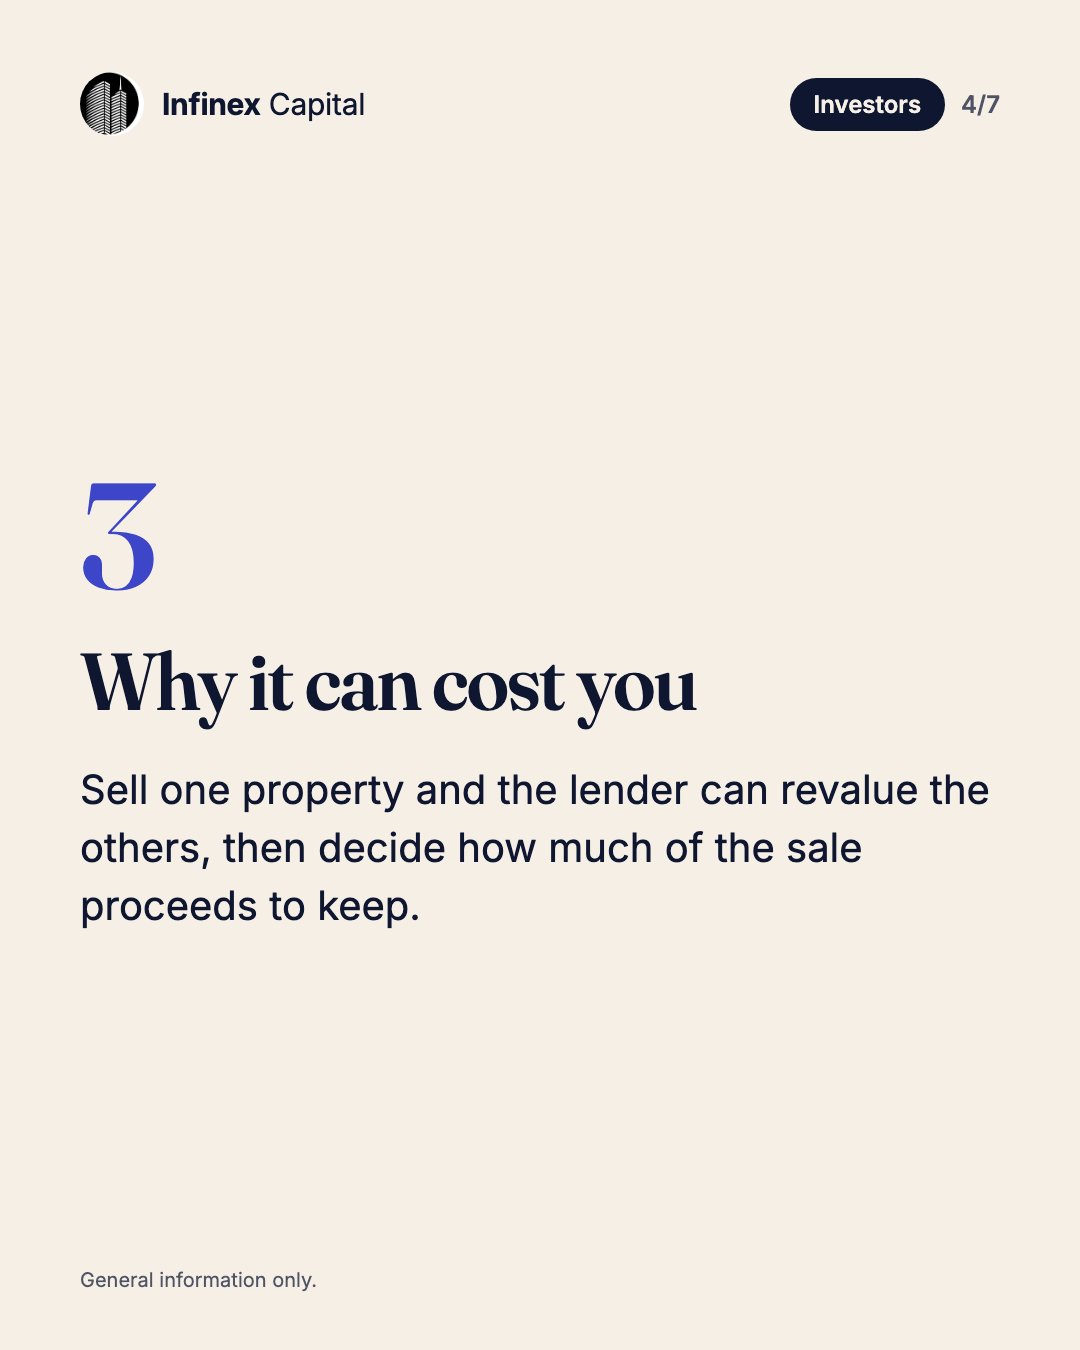 Infinex Capital
Investors 4/7
3
Why it can cost you
Sell one property and the lender can revalue the
others, then decide how much of the sale
proceeds to keep.
General information only.